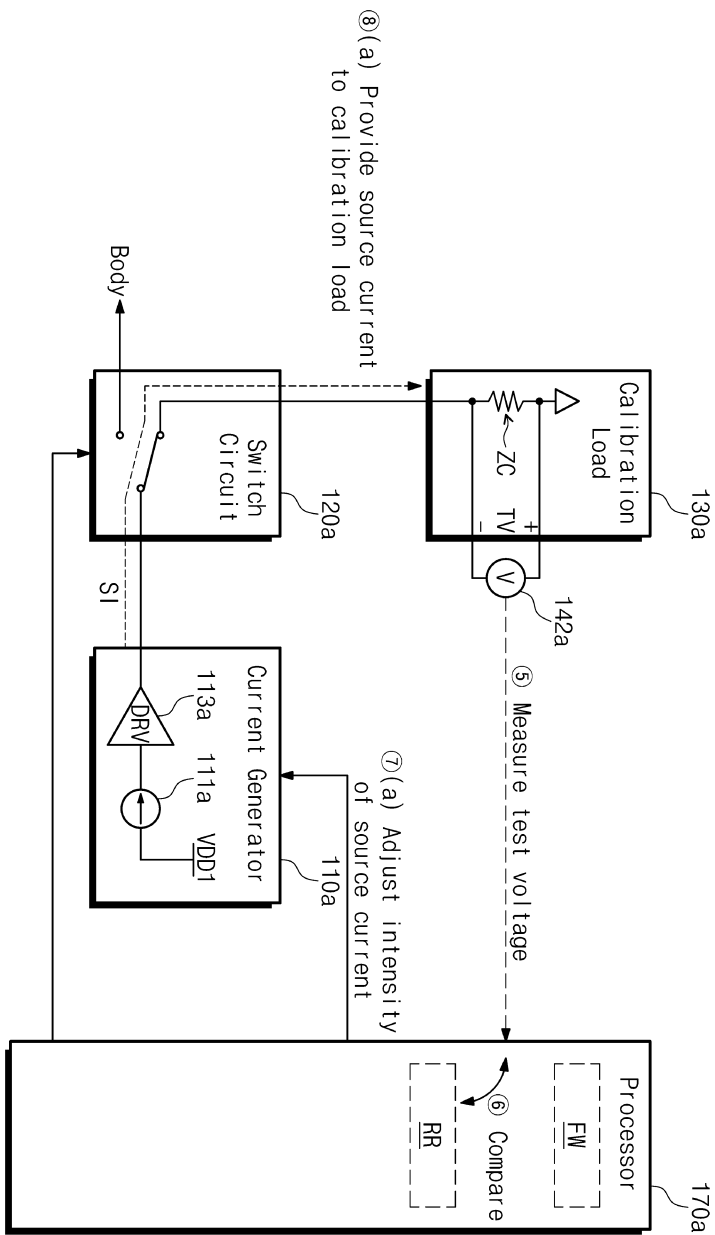 130a
170a
Calibration
Load
Processor
FW
142a
ZC
TV
+
-
V
⑤ Measure test voltage
⑥ Compare
RR
⑧(a) Provide source current
to calibration load
⑦(a) Adjust intensity
of source current
120a
110a
Switch
Circuit
Current Generator
113a
111a
VDD1
DRV
Body
SI